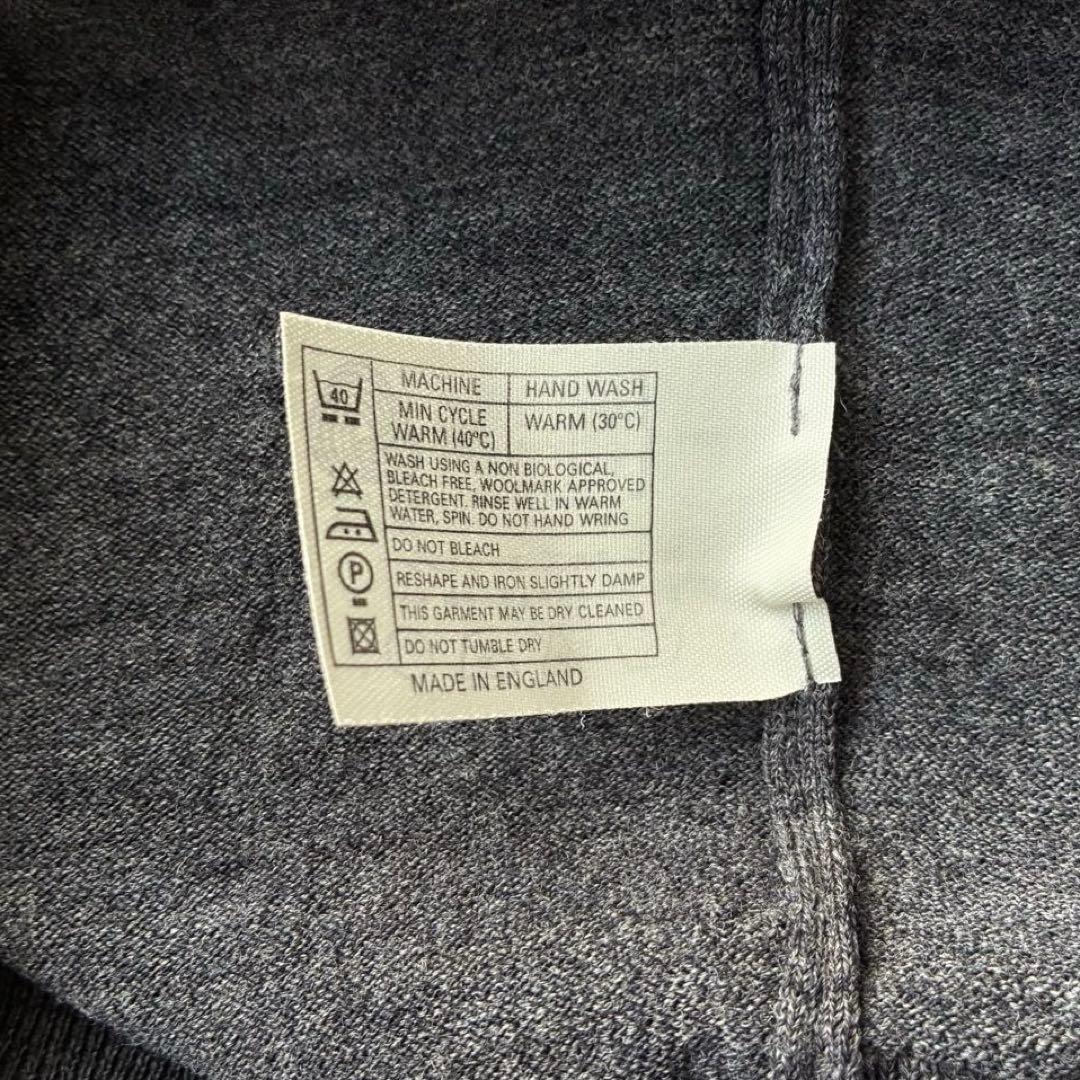 40
MACHINE HAND WASH
MIN CYCLE WARM (30°C)
WARM (40°C)
WASH USING A NON BIOLOGICAL,
BLEACH FREE, WOOLMARK APPROVED
DETERGENT. RINSE WELL IN WARM
WATER, SPIN. DO NOT HAND WRING
DO NOT BLEACH
RESHAPE AND IRON SLIGHTLY DAMP
P
THIS GARMENT MAY BE DRY CLEANED
DO NOT TUMBLE DRY
MADE IN ENGLAND